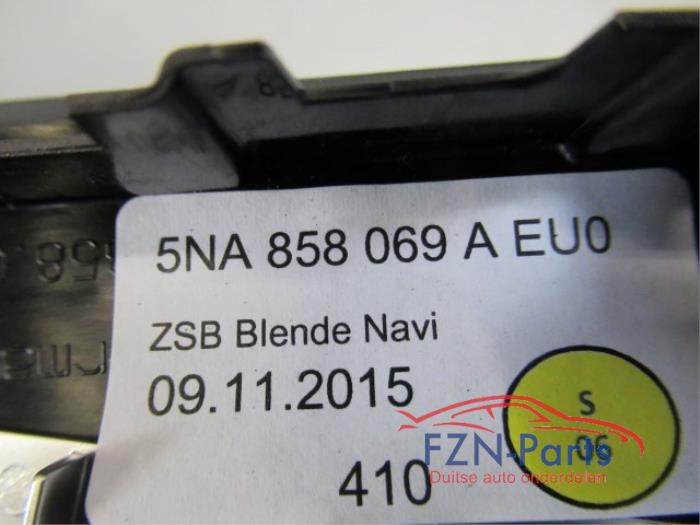 5NA 858 069 A EU0
ZSB Blende Navi
09.11.2015
S
06
410
FZN-Parts
Duitse auto onderdelen